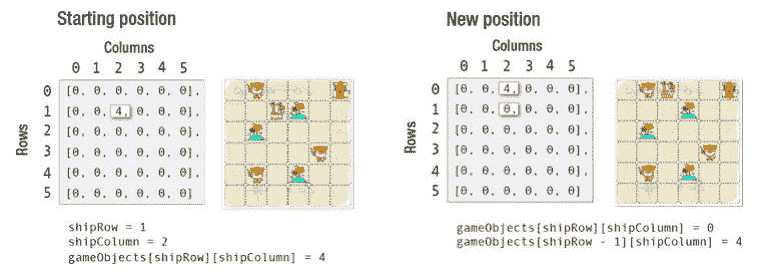 Starting position
Columns
0 1 2 3 4 5
Rows
0 [0, 0, 0, 0, 0, 0],
1 [0, 0, 4, 0, 0, 0],
2 [0, 0, 0, 0, 0, 0],
3 [0, 0, 0, 0, 0, 0],
4 [0, 0, 0, 0, 0, 0],
5 [0, 0, 0, 0, 0, 0]
shipRow = 1
shipColumn = 2
gameObjects[shipRow][shipColumn] = 4
New position
Columns
0 1 2 3 4 5
Rows
0 [0, 0, 4, 0, 0, 0],
1 [0, 0, 0, 0, 0, 0],
2 [0, 0, 0, 0, 0, 0],
3 [0, 0, 0, 0, 0, 0],
4 [0, 0, 0, 0, 0, 0],
5 [0, 0, 0, 0, 0, 0]
gameObjects[shipRow][shipColumn] = 0
gameObjects[shipRow - 1][shipColumn] = 4